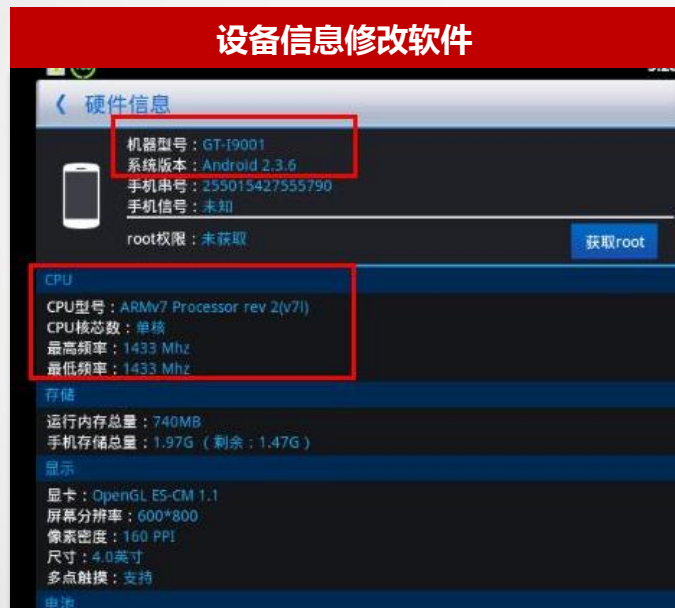 设备信息修改软件
《 硬件信息
机器型号：GT-I9001
系统版本：Android 2.3.6
手机串号：255015427555790
手机信号：未知
root权限：未获取
获取root
CPU
CPU型号：ARMv7 Processor rev 2(v7l)
CPU核芯数：单核
最高频率：1433 Mhz
最低频率：1433 Mhz
存储
运行内存总量：740MB
手机存储总量：1.97G （剩余：1.47G）
显示
显卡：OpenGL ES-CM 1.1
屏幕分辨率：600*800
像素密度：160 PPI
尺寸：4.0英寸
多点触摸：支持
电池